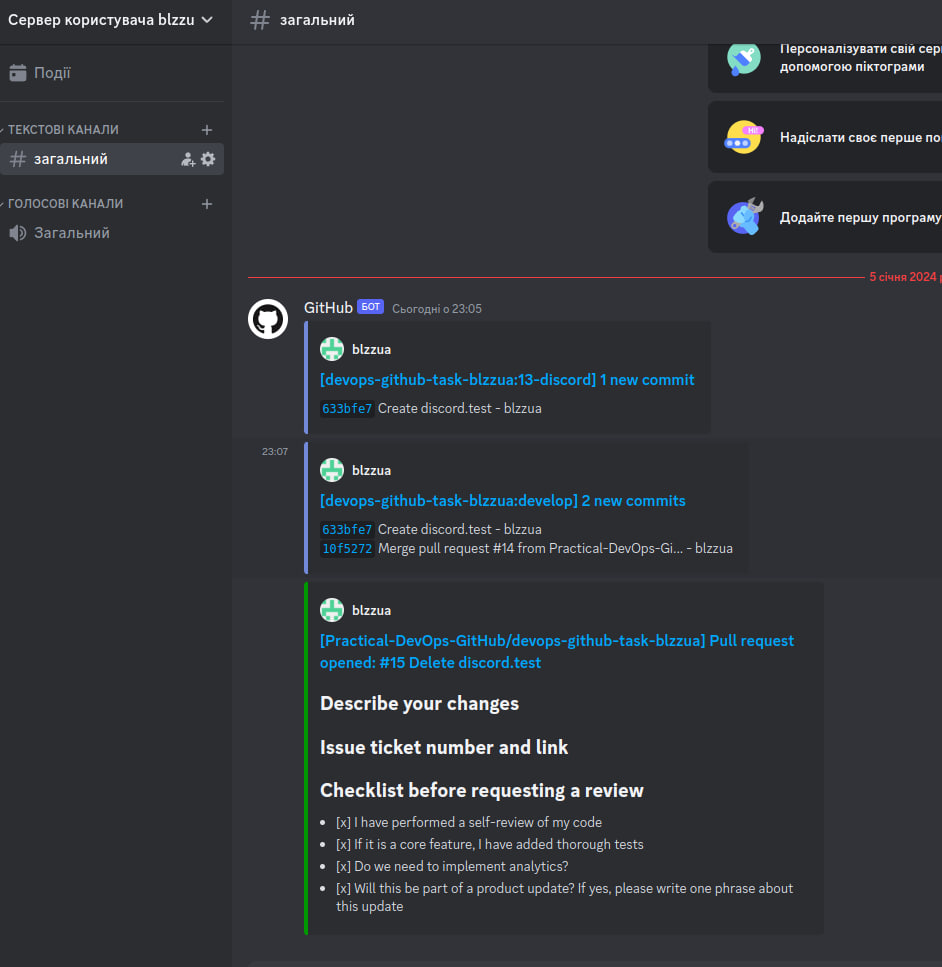 Сервер користувача blzzu
загальний
Події
ТЕКСТОВІ КАНАЛИ
загальний
ГОЛОСОВІ КАНАЛИ
Загальний
Персоналізувати свій
допомогою піктограми
Hi!
Надіслати своє перше
Додайте першу програму
5 січня 2024
GitHub БОТ Сьогодні о 23:05
blzzua
[devops-github-task-blzzua:13-discord] 1 new commit
633bfe7 Create discord.test - blzzua
23:07
blzzua
[devops-github-task-blzzua:develop] 2 new commits
633bfe7 Create discord.test - blzzua
10f5272 Merge pull request #14 from Practical-DevOps-Gi... - blzzua
blzzua
[Practical-DevOps-GitHub/devops-github-task-blzzua] Pull request
opened: #15 Delete discord.test
Describe your changes
Issue ticket number and link
Checklist before requesting a review
• [x] I have performed a self-review of my code
• [x] If it is a core feature, I have added thorough tests
• [x] Do we need to implement analytics?
• [x] Will this be part of a product update? If yes, please write one phrase about
this update